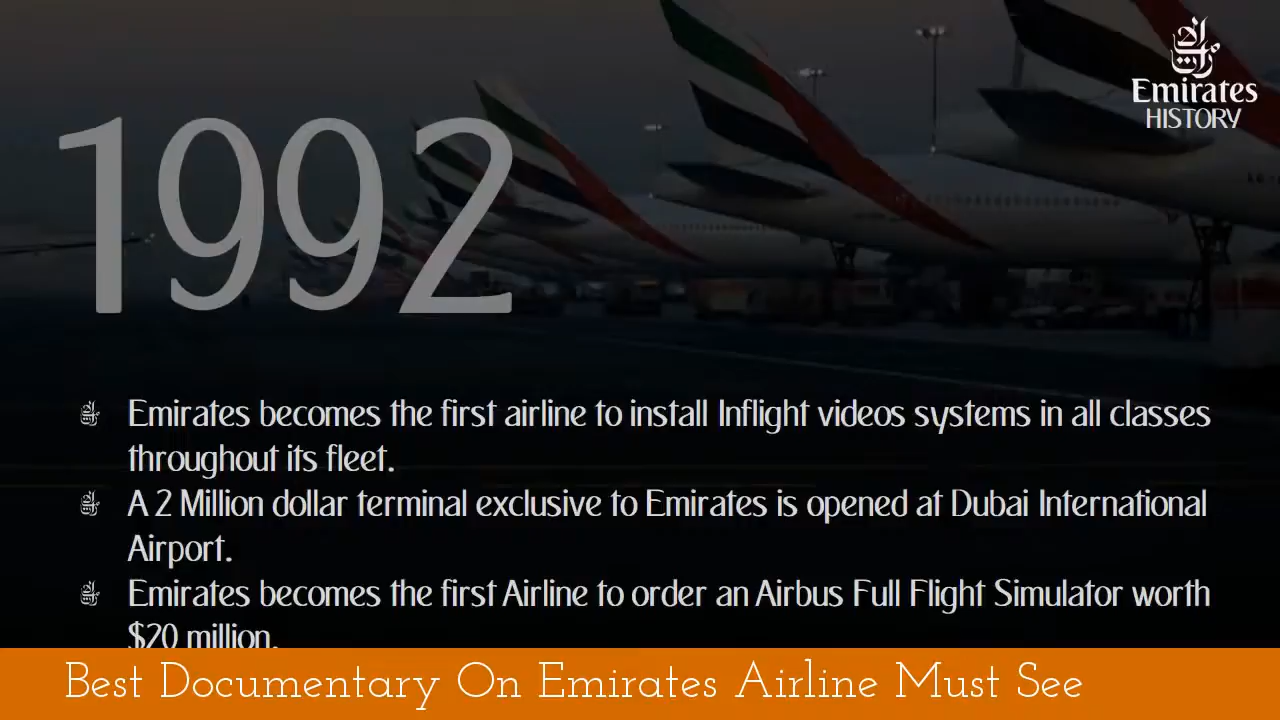 Emirates
HISTORY
1992
Emirates becomes the first airline to install Inflight videos systems in all classes
throughout its fleet.
A 2 Million dollar terminal exclusive to Emirates is opened at Dubai International
Airport.
Emirates becomes the first Airline to order an Airbus Full Flight Simulator worth
$20 million.
Best Documentary On Emirates Airline Must See